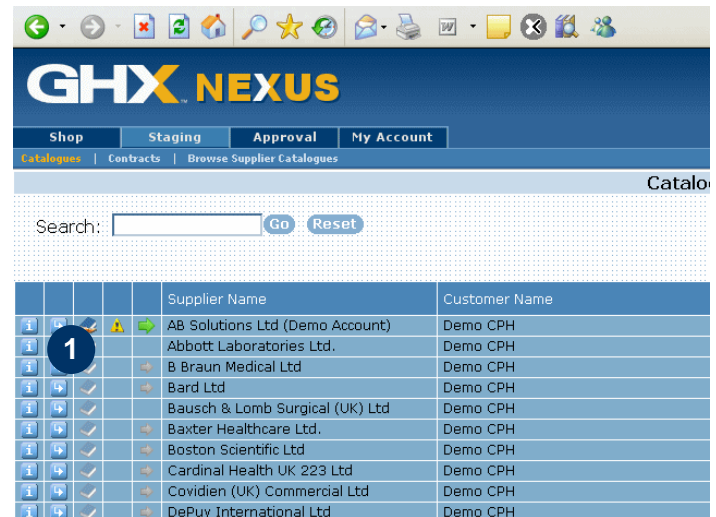 GHX NEXUS
Shop Staging Approval My Account
Catalogues | Contracts | Browse Supplier Catalogues
Catalo
Search: Go Reset
Supplier Name Customer Name
AB Solutions Ltd (Demo Account) Demo CPH
1 Abbott Laboratories Ltd. Demo CPH
B Braun Medical Ltd Demo CPH
Bard Ltd Demo CPH
Bausch & Lomb Surgical (UK) Ltd Demo CPH
Baxter Healthcare Ltd. Demo CPH
Boston Scientific Ltd Demo CPH
Cardinal Health UK 223 Ltd Demo CPH
Covidien (UK) Commercial Ltd Demo CPH
DePuy International Ltd Demo CPH